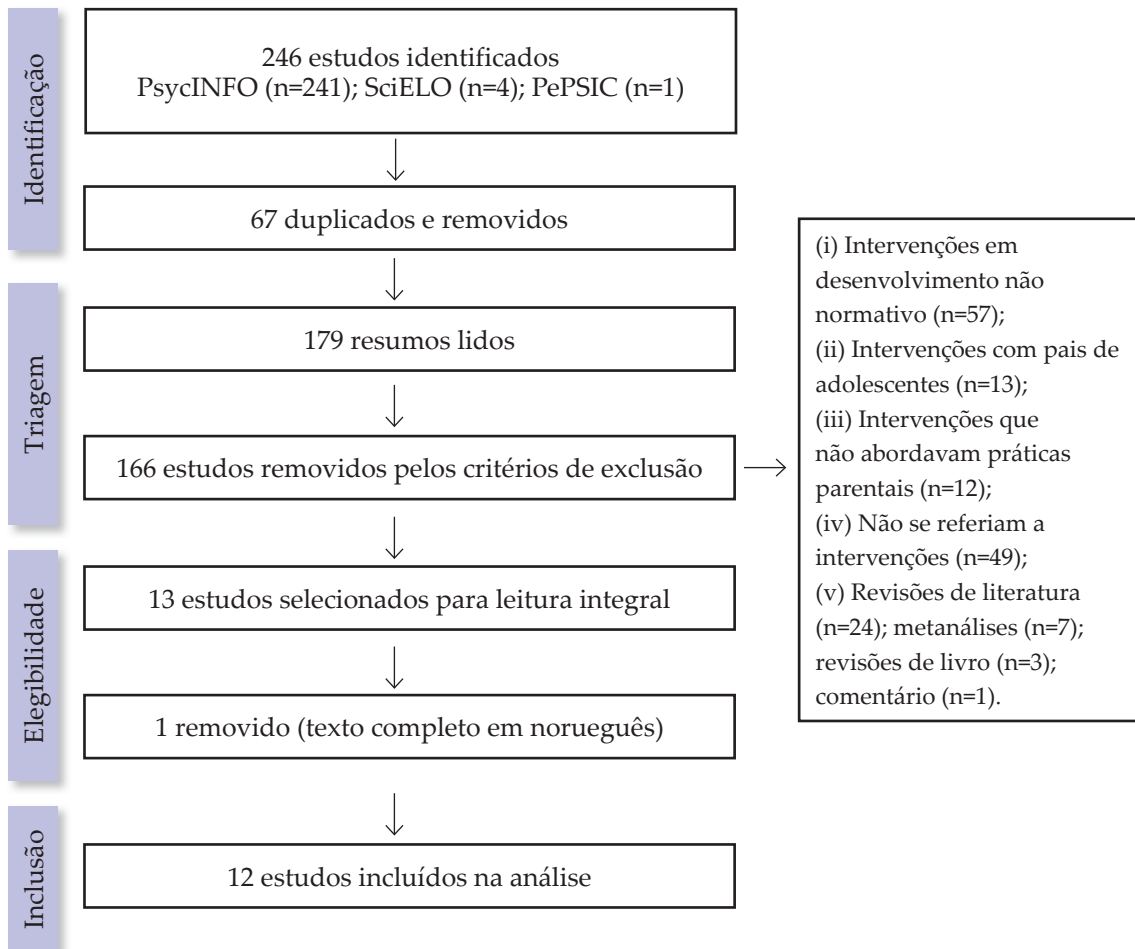 Identificação
246 estudos identificados
PsycINFO (n=241); SciELO (n=4); PePSIC (n=1)
67 duplicados e removidos
Triagem
179 resumos lidos
166 estudos removidos pelos critérios de exclusão
(i) Intervenções em
desenvolvimento não
normativo (n=57);
(ii) Intervenções com pais de
adolescentes (n=13);
(iii) Intervenções que
não abordavam práticas
parentais (n=12);
(iv) Não se referiam a
intervenções (n=49);
(v) Revisões de literatura
(n=24); metanálises (n=7);
revisões de livro (n=3);
comentário (n=1).
Elegibilidade
13 estudos selecionados para leitura integral
1 removido (texto completo em norueguês)
Inclusão
12 estudos incluídos na análise